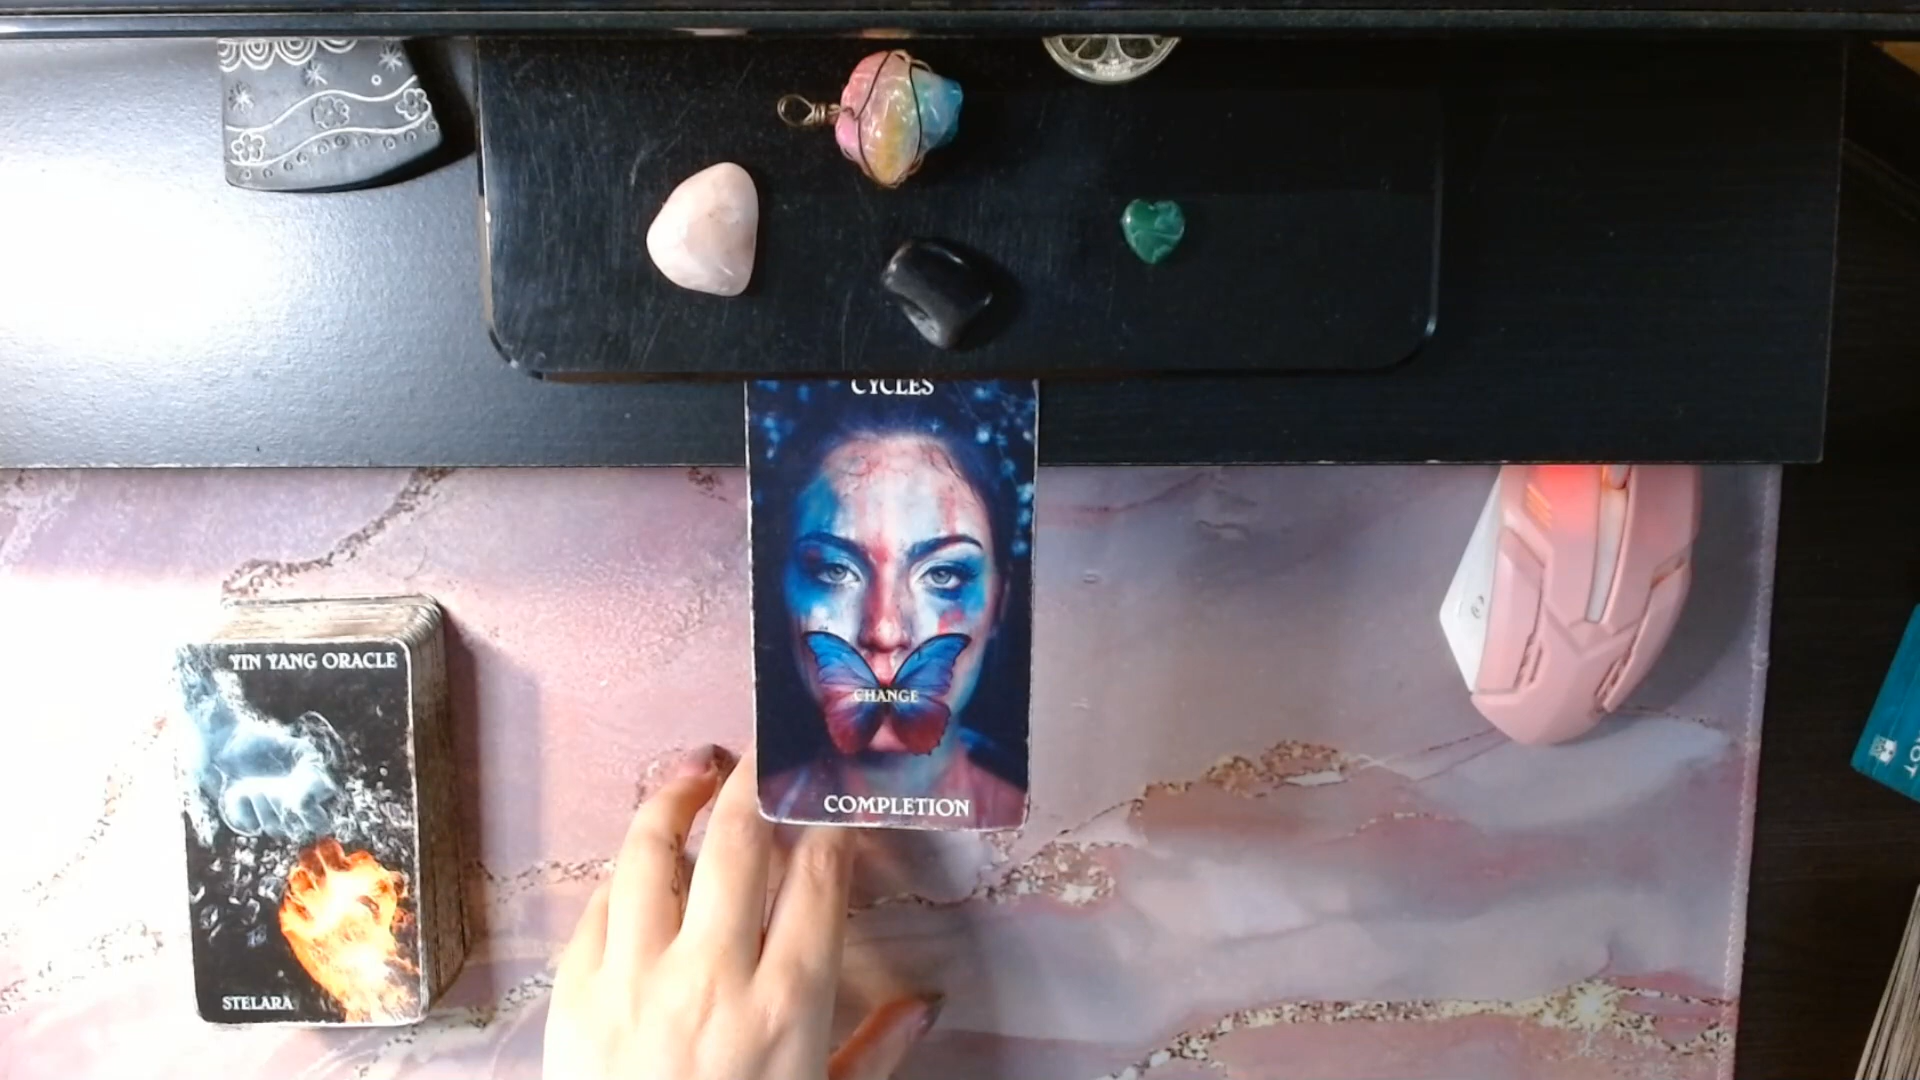 CYCLES
CHANGE
COMPLETION
YIN YANG ORACLE
STELARA